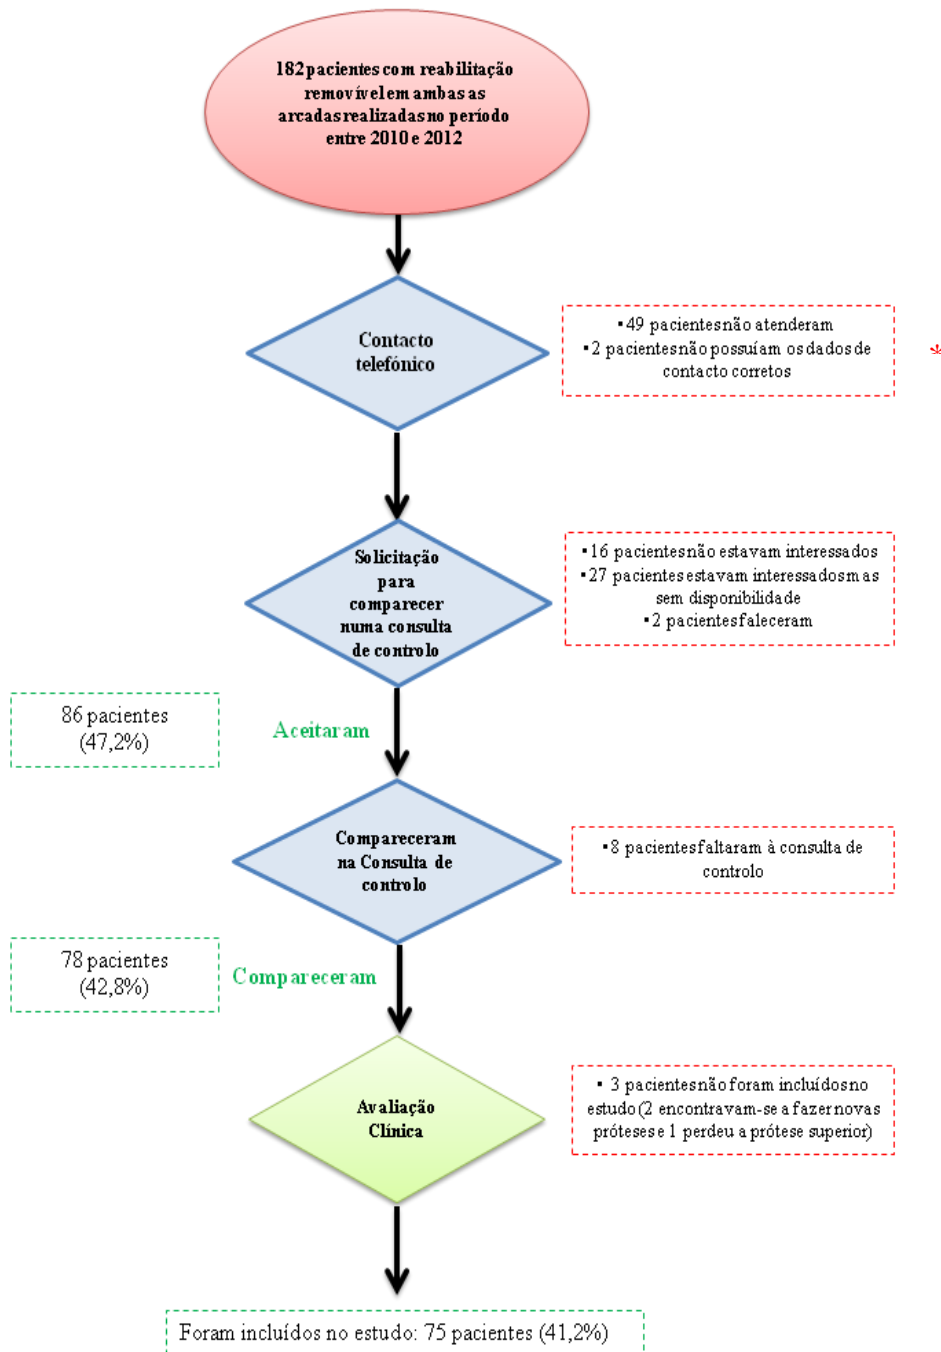 182 pacientes com reabilitação
removível em ambas as
arcadas realizadas no período
entre 2010 e 2012
Contacto
telefónico
▪49 pacientes não atenderam
▪2 pacientes não possuíam os dados de
contacto corretos
*
Solicitação
para
comparecer
numa consulta
de controlo
▪16 pacientes não estavam interessados
▪27 pacientes estavam interessados mas
sem disponibilidade
▪2 pacientes faleceram
86 pacientes
(47,2%)
Aceitaram
Compareceram
na Consulta de
controlo
▪8 pacientes faltaram à consulta de
controlo
78 pacientes
(42,8%)
Compareceram
Avaliação
Clínica
▪ 3 pacientes não foram incluídos no
estudo (2 encontravam-se a fazer novas
próteses e 1 perdeu a prótese superior)
Foram incluídos no estudo: 75 pacientes (41,2%)